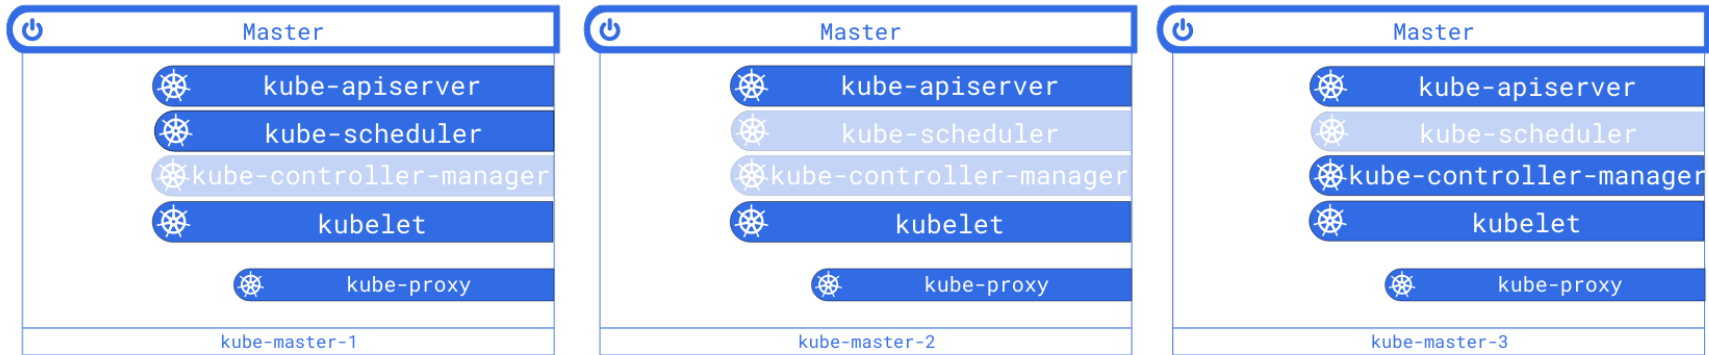 Master
kube-apiserver
kube-scheduler
kube-controller-manager
kubelet
kube-proxy
kube-master-1
Master
kube-apiserver
kube-scheduler
kube-controller-manager
kubelet
kube-proxy
kube-master-2
Master
kube-apiserver
kube-scheduler
kube-controller-manager
kubelet
kube-proxy
kube-master-3